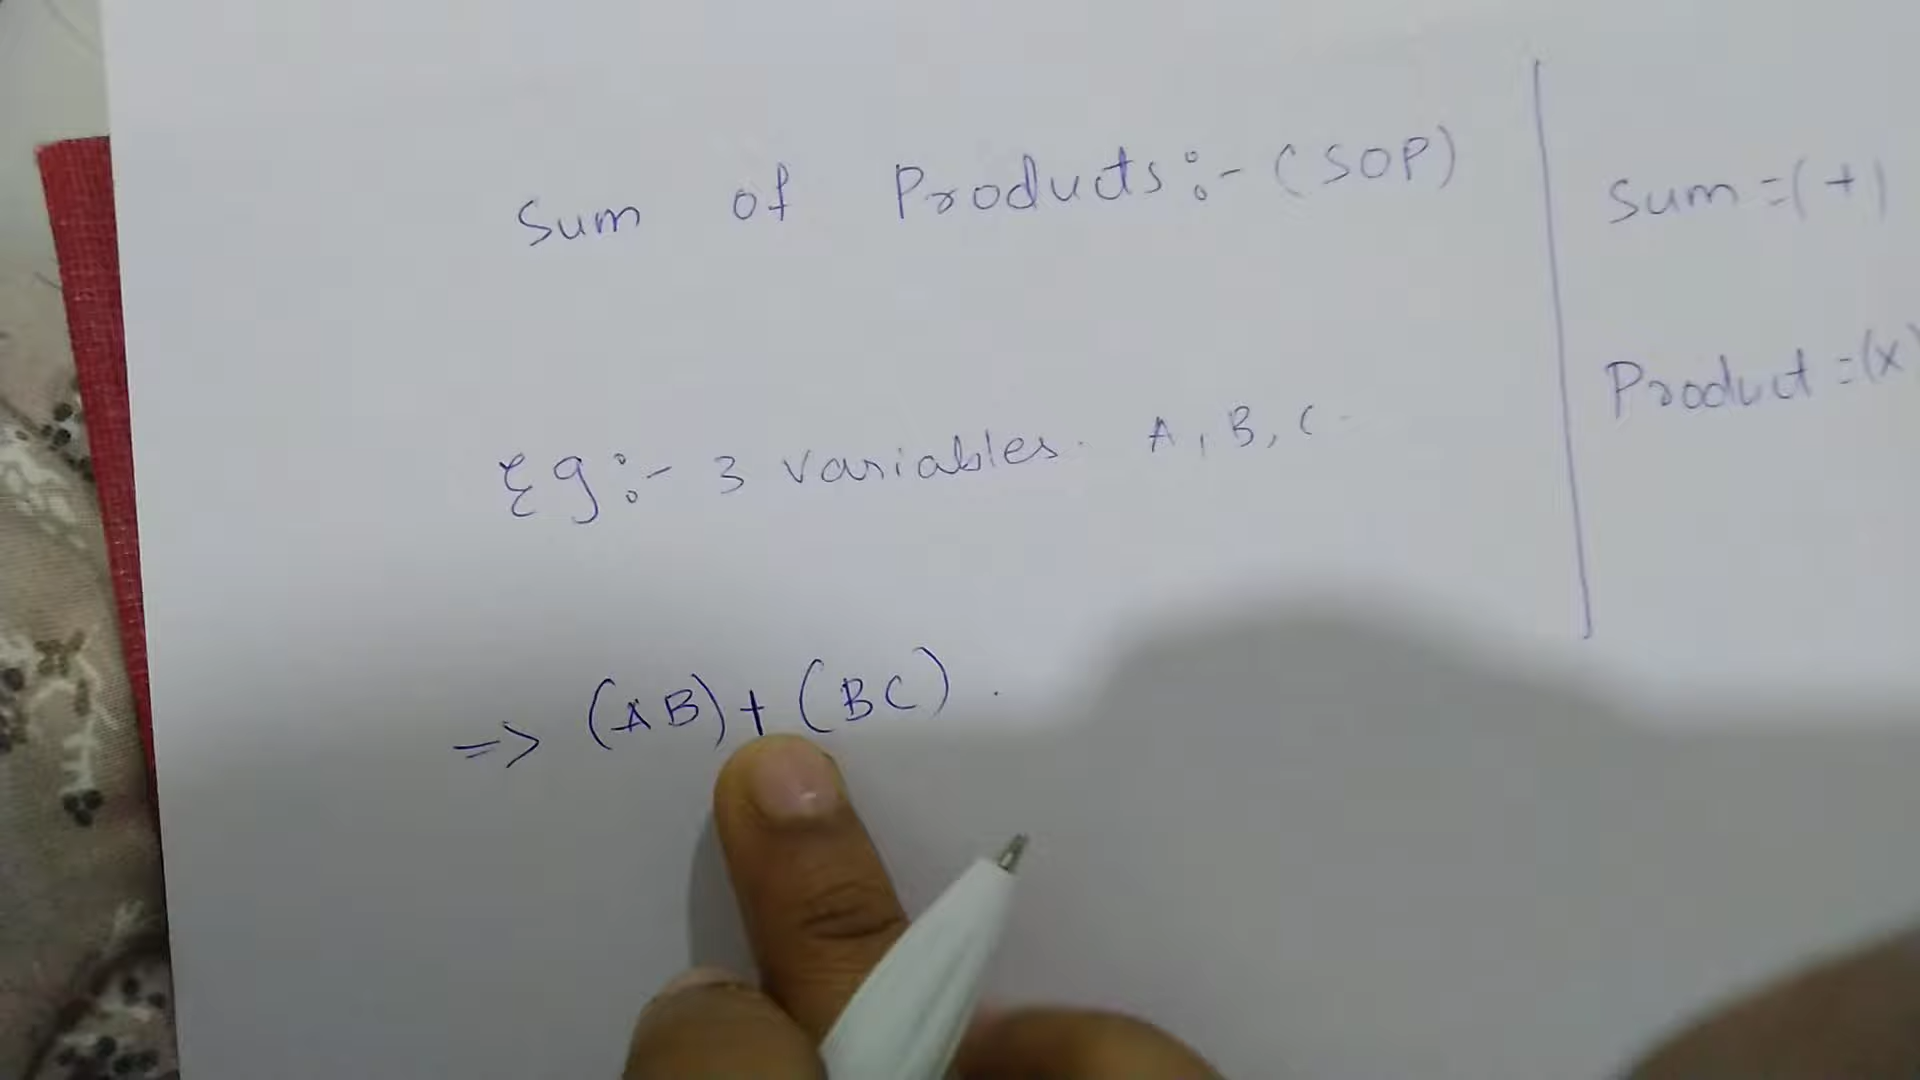 Sum of Products:- (SOP)
Eg:- 3 variables. A, B, C
=> (AB)+(BC).
Sum=(+)
Product=(x)